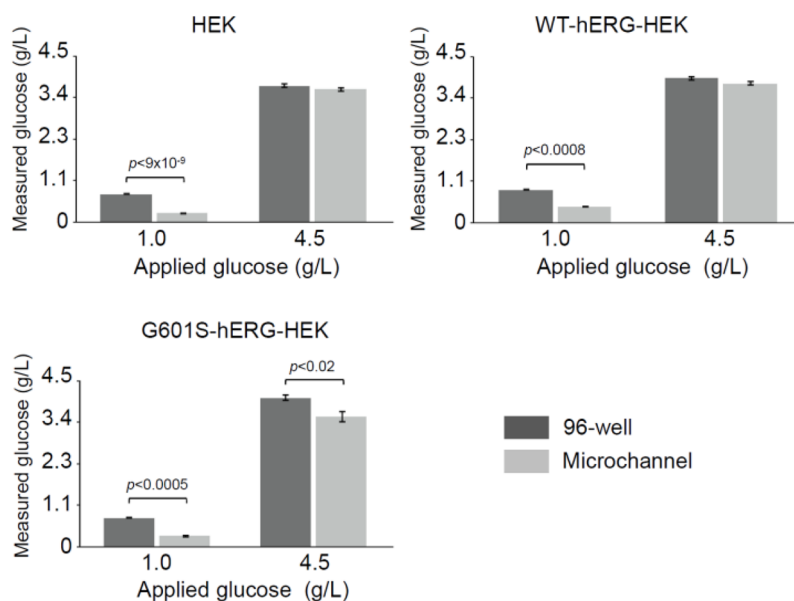 HEK
Measured glucose (g/L)
4.5
3.4
2.3
1.1
0
p<9x10⁻⁹
1.0 4.5
Applied glucose (g/L)
WT-hERG-HEK
Measured glucose (g/L)
4.5
3.4
2.3
1.1
0
p<0.0008
1.0 4.5
Applied glucose (g/L)
G601S-hERG-HEK
Measured glucose (g/L)
4.5
3.4
2.3
1.1
0
p<0.0005
p<0.02
1.0 4.5
Applied glucose (g/L)
96-well
Microchannel